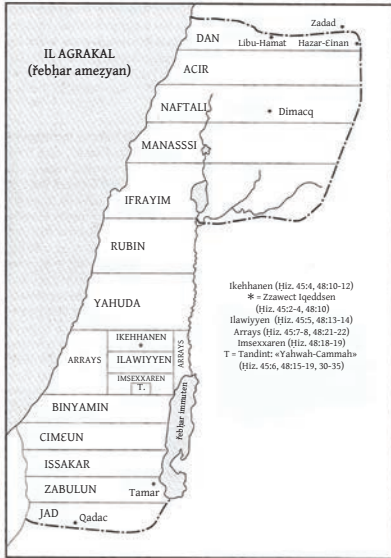 IL AGRAKAL
(řebḥar ameẓyan)
Zadad
DAN
Libu-Hamat
Hazar-Ɛinan
ACIR
NAFTALI
Dimacq
MANASSSI
IFRAYIM
RUBIN
YAHUDA
IKEHHANEN
*
ARRAYS
ILAWIYYEN
ARRAYS
IMSEXXAREN
T.
BINYAMIN
řebḥar immuten
CIMƐUN
ISSAKAR
ZABULUN
Tamar
JAD
Qadac
Ikehhanen (Ḥiz. 45:4, 48:10-12)
* = Zzawect Iqeddsen
(Ḥiz. 45:2-4, 48:10)
Ilawiyyen (Ḥiz. 45:5, 48:13-14)
Arrays (Ḥiz. 45:7-8, 48:21-22)
Imsexxaren (Ḥiz. 48:18-19)
T = Tandint: «Yahwah-Cammah»
(Ḥiz. 45:6, 48:15-19, 30-35)